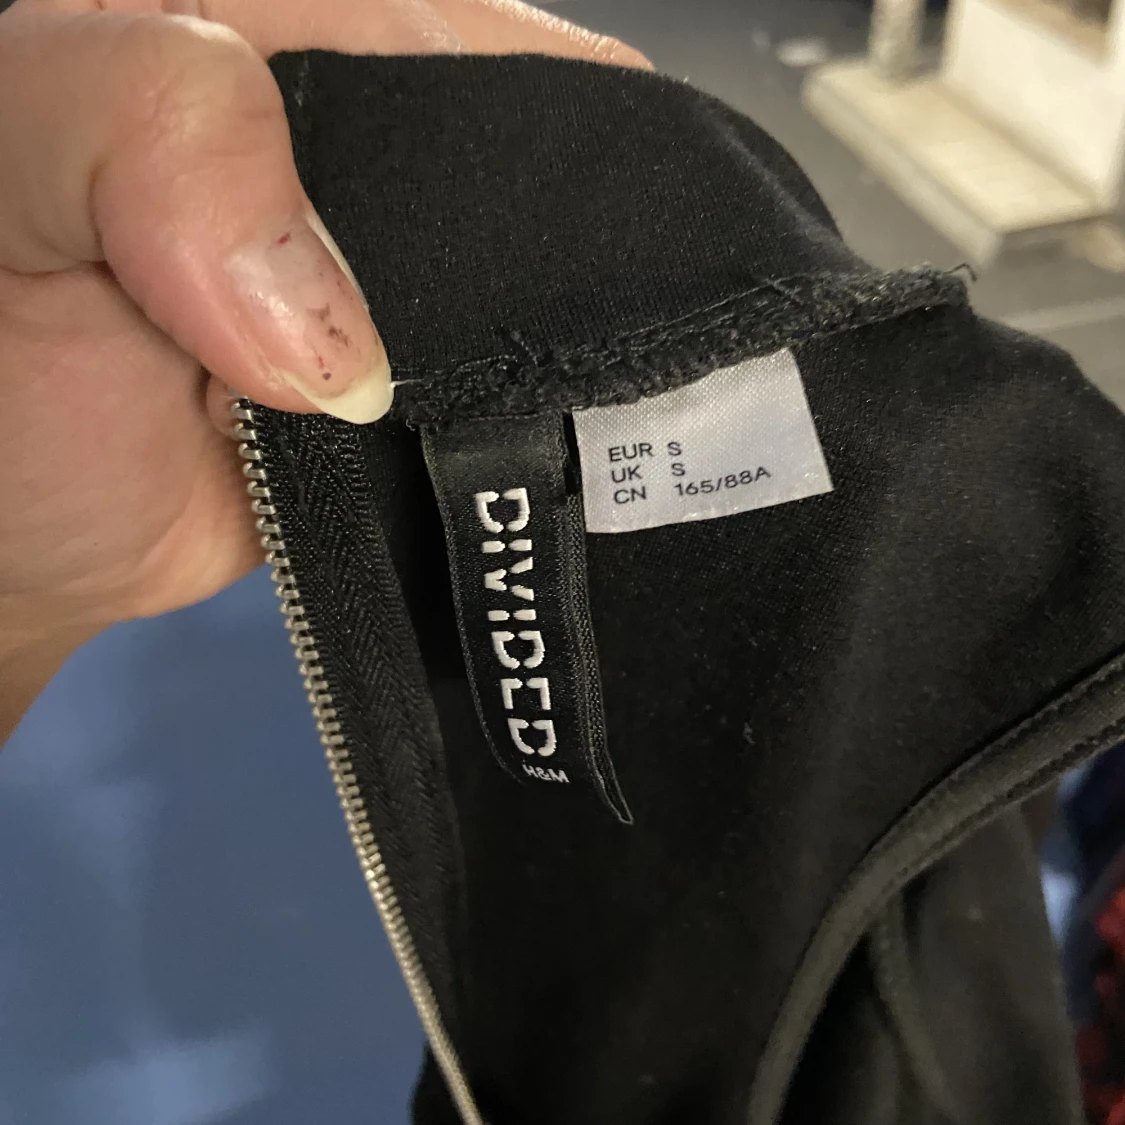 DIVIDED
H&M
EUR S
UK S
CN 165/88A